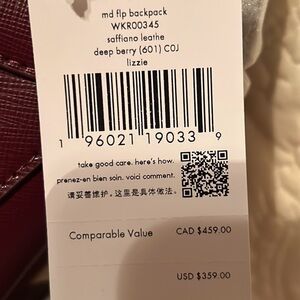 md flp backpack
WKR00345
saffiano leathe
deep berry (601) COJ
lizzie
1 96021 19033 9
take good care. here's how.
prenez-en bien soin. void comment.
请妥善维护。这里是具体做法。
Comparable Value CAD $459.00
USD $359.00